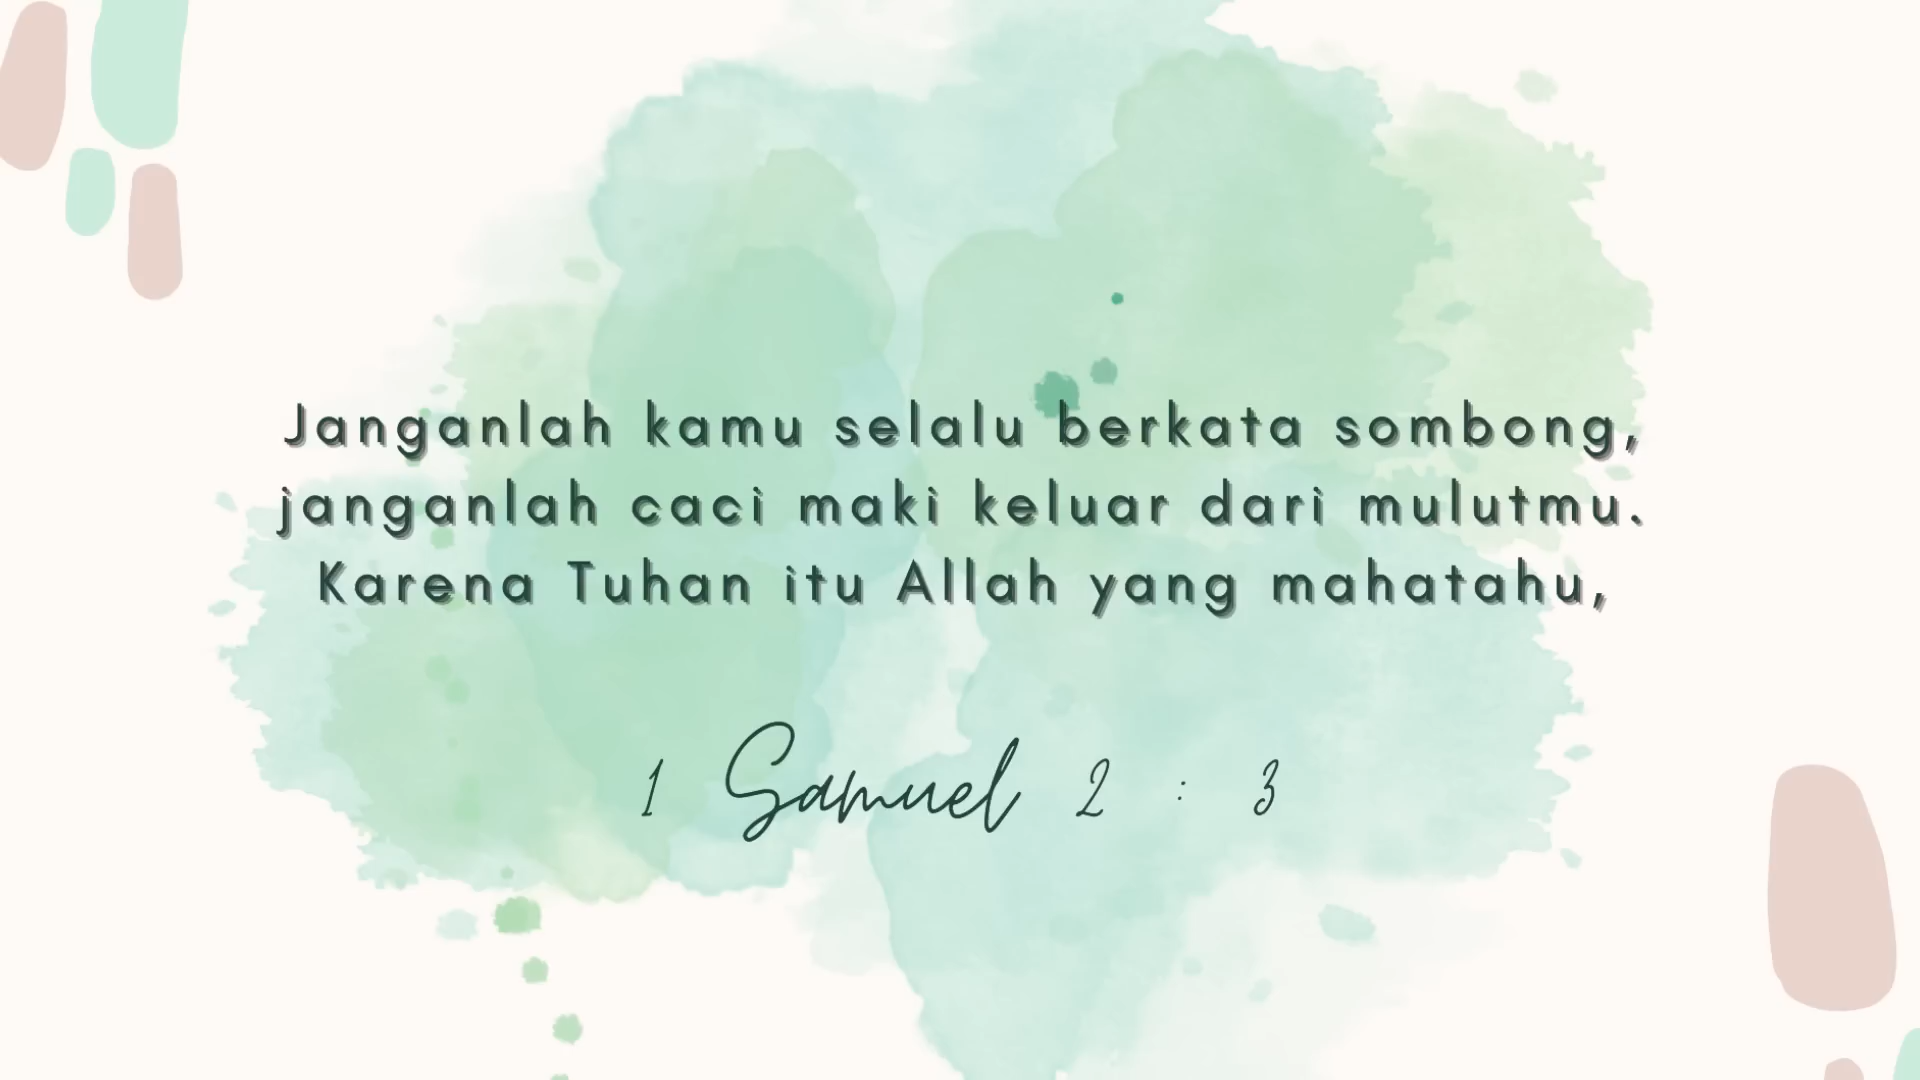 Janganlah kamu selalu berkata sombong,
janganlah caci maki keluar dari mulutmu.
Karena Tuhan itu Allah yang mahatahu,
1 Samuel 2 : 3